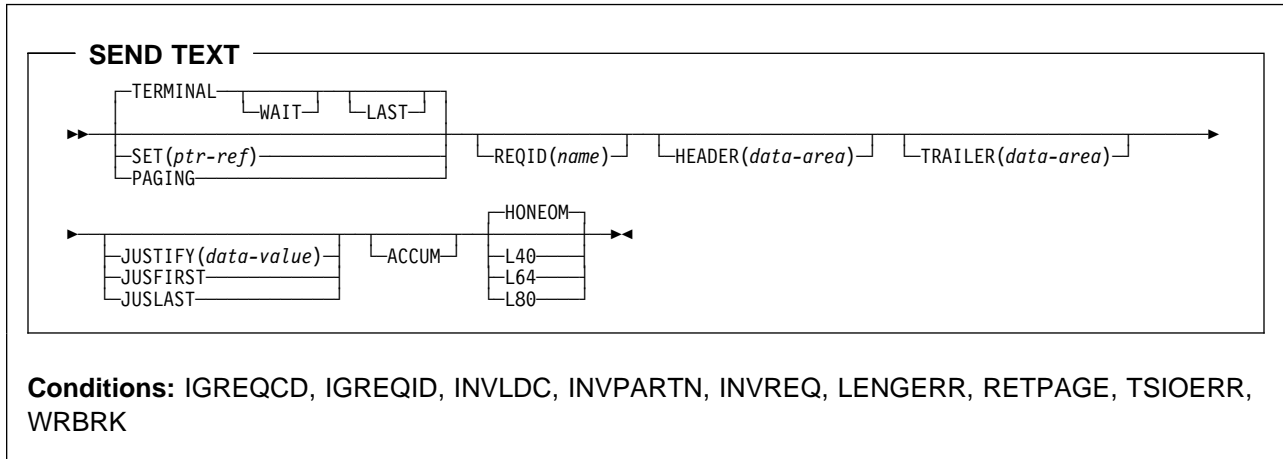 SEND TEXT
TERMINAL
WAIT LAST
SET(ptr-ref) REQID(name) HEADER(data-area) TRAILER(data-area)
PAGING
HONEOM
JUSTIFY(data-value) ACCUM L40
JUSFIRST L64
JUSLAST L80
Conditions: IGREQCD, IGREQID, INVLDC, INVPARTN, INVREQ, LENGERR, RETPAGE, TSIOERR,
WRBRK